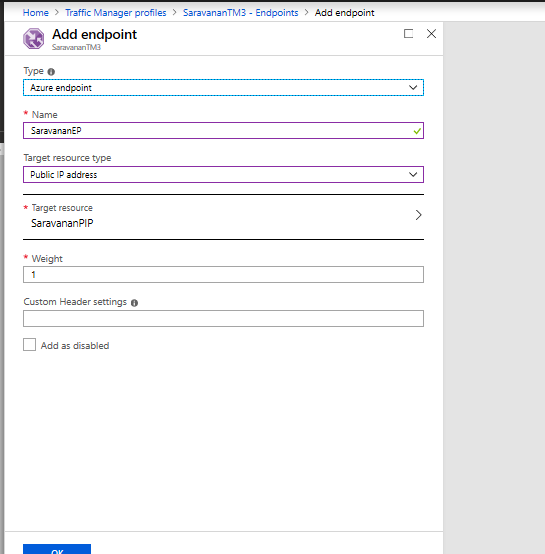 Home > Traffic Manager profiles > SaravananTM3 - Endpoints > Add endpoint
Add endpoint
SaravananTM3
Type
Azure endpoint
* Name
SaravananEP
Target resource type
Public IP address
* Target resource
SaravananPIP
* Weight
1
Custom Header settings
Add as disabled
OK